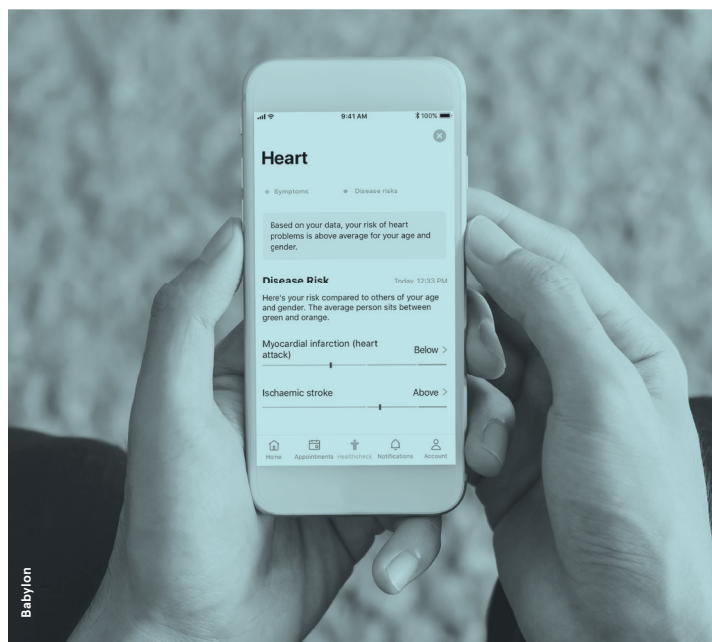 9:41 AM
100%
Heart
Symptoms
Disease risks
Based on your data, your risk of heart
problems is above average for your age and
gender.
Disease Risk
Today, 12:33 PM
Here's your risk compared to others of your age
and gender. The average person sits between
green and orange.
Myocardial infarction (heart
attack)
Below >
Ischaemic stroke
Above >
Home
Appointments
Healthcheck
Notifications
Account
Babylon